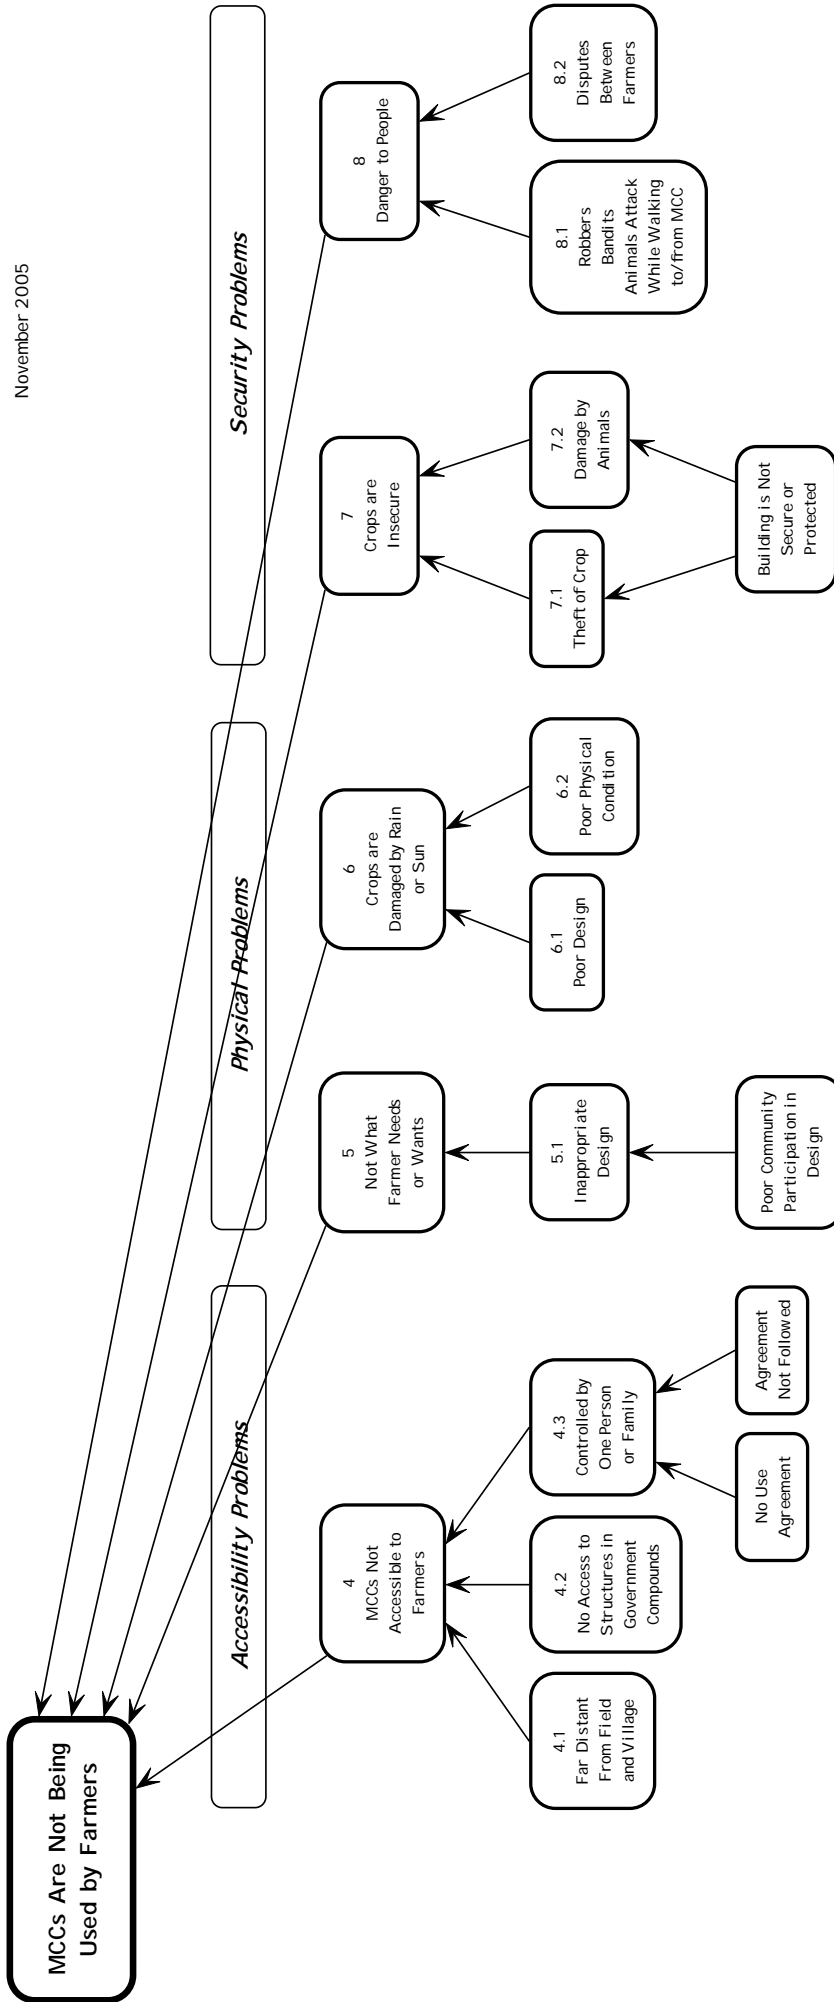 November 2005
MCCs Are Not Being
Used by Farmers
Accessibility Problems
Physical Problems
Security Problems
4
MCCs Not
Accessible to
Farmers
5
Not What
Farmer Needs
or Wants
6
Crops are
Damaged by Rain
or Sun
7
Crops are
Insecure
8
Danger to People
4.1
Far Distant
From Field
and Village
4.2
No Access to
Structures in
Government
Compounds
4.3
Controlled by
One Person
or Family
5.1
Inappropriate
Design
6.1
Poor Design
6.2
Poor Physical
Condition
7.1
Theft of Crop
7.2
Damage by
Animals
8.1
Robbers
Bandits
Animals Attack
While Walking
to/from MCC
8.2
Disputes
Between
Farmers
No Use
Agreement
Agreement
Not Followed
Poor Community
Participation in
Design
Building is Not
Secure or
Protected